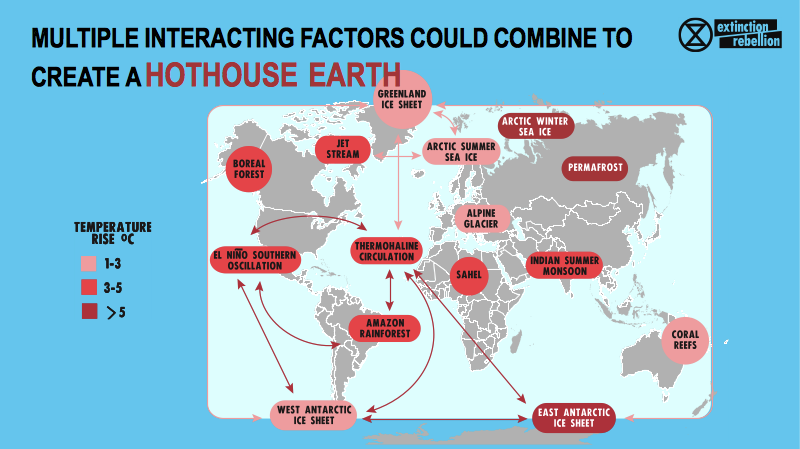 MULTIPLE INTERACTING FACTORS COULD COMBINE TO
CREATE A HOTHOUSE EARTH
extinction
rebellion
GREENLAND
ICE SHEET
ARCTIC WINTER
SEA ICE
JET
STREAM
ARCTIC SUMMER
SEA ICE
BOREAL
FOREST
PERMAFROST
ALPINE
GLACIER
TEMPERATURE
RISE ºC
1-3
3-5
>5
EL NIÑO SOUTHERN
OSCILLATION
THERMOHALINE
CIRCULATION
SAHEL
INDIAN SUMMER
MONSOON
AMAZON
RAINFOREST
CORAL
REEFS
WEST ANTARCTIC
ICE SHEET
EAST ANTARCTIC
ICE SHEET